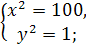 x² = 100,
y² = 1;